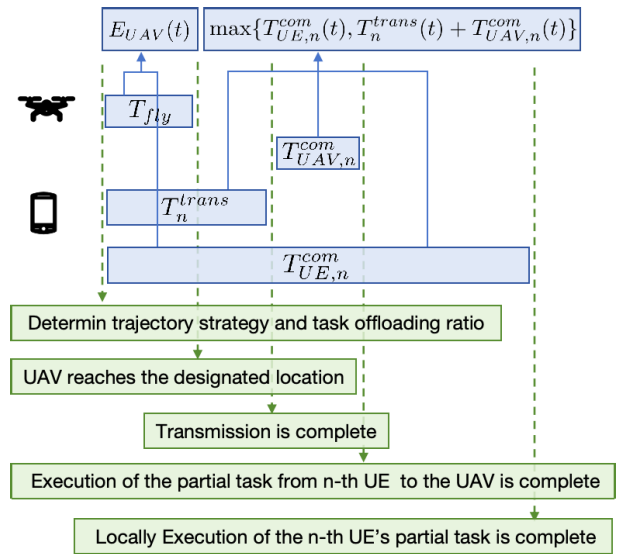 E_{UAV}(t)
max{T^{com}_{UE,n}(t), T^{trans}_n(t) + T^{com}_{UAV,n}(t)}
T_{fly}
T^{com}_{UAV,n}
T^{trans}_n
T^{com}_{UE,n}
Determin trajectory strategy and task offloading ratio
UAV reaches the designated location
Transmission is complete
Execution of the partial task from n-th UE to the UAV is complete
Locally Execution of the n-th UE's partial task is complete